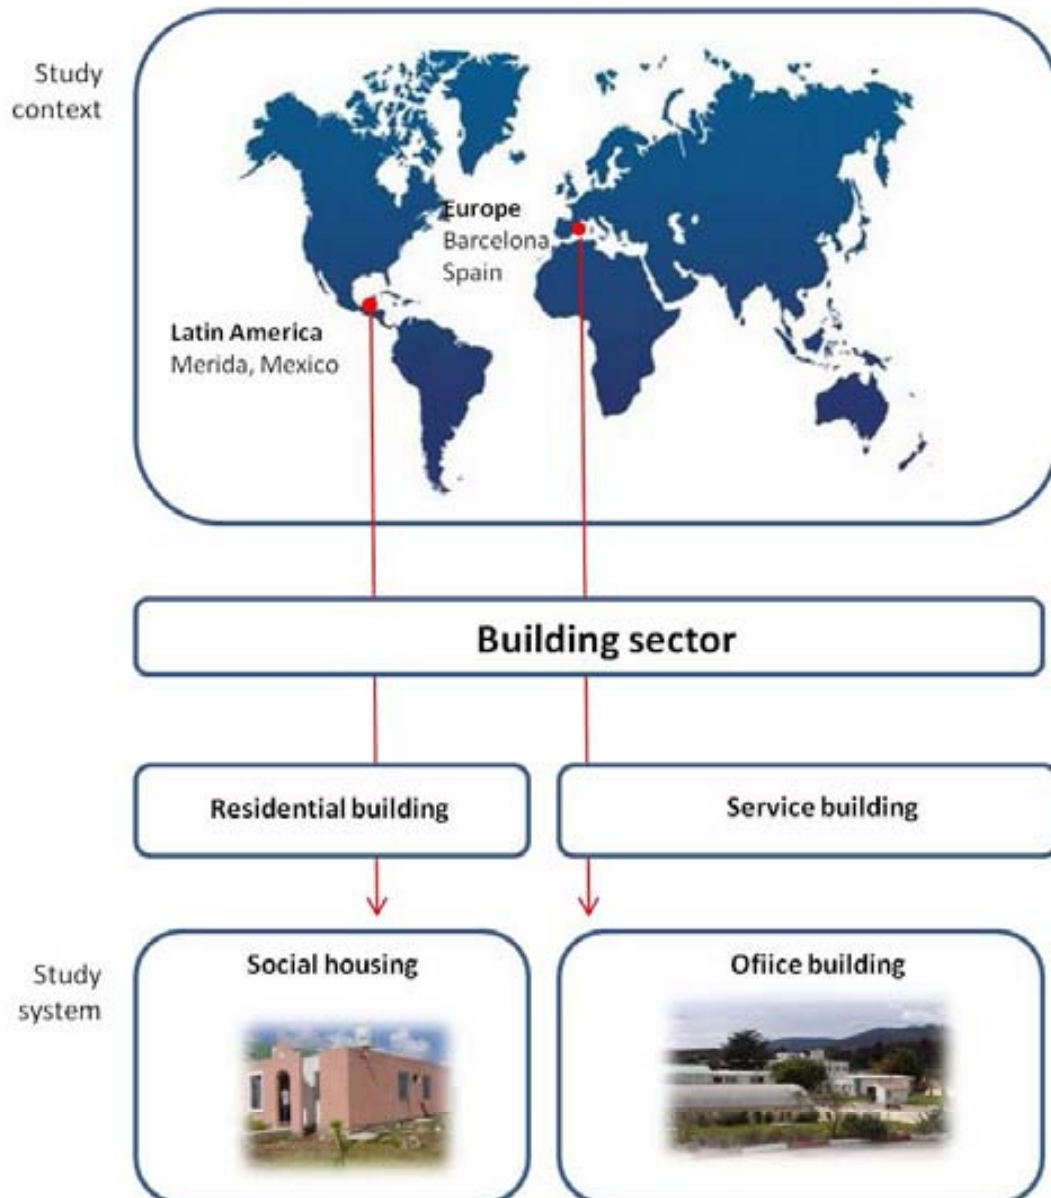 Study
context
Europe
Barcelona,
Spain
Latin America
Merida, Mexico
Building sector
Residential building
Service building
Study
system
Social housing
Ofiice building